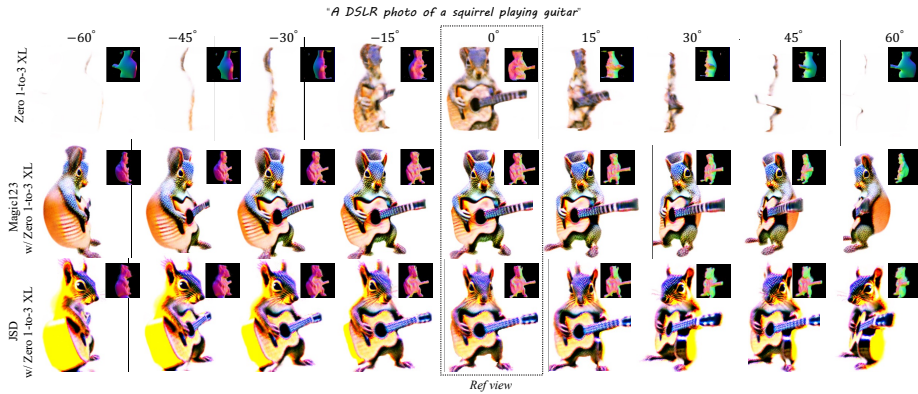 "A DSLR photo of a squirrel playing guitar"
−60° −45° −30° −15° 0° 15° 30° 45° 60°
Zero 1-to-3 XL
Magic123
w/ Zero 1-to-3 XL
JSD
w/ Zero 1-to-3 XL
Ref view